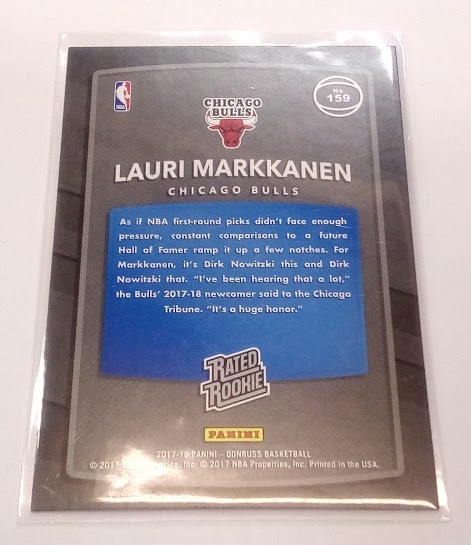 NBA
CHICAGO
BULLS
No
159
LAURI MARKKANEN
CHICAGO BULLS
As if NBA first-round picks didn't face enough
pressure, constant comparisons to a future
Hall of Famer ramp it up a few notches. For
Markkanen, it's Dirk Nowitzki this and Dirk
Nowitzki that. "I've been hearing that a lot,"
the Bulls' 2017-18 newcomer said to the Chicago
Tribune. "It's a huge honor."
RATED
ROOKIE
PANINI
2017-18 PANINI – DONRUSS BASKETBALL
© 2017 Inc. © 2017 NBA Properties, Inc. Printed in the USA.